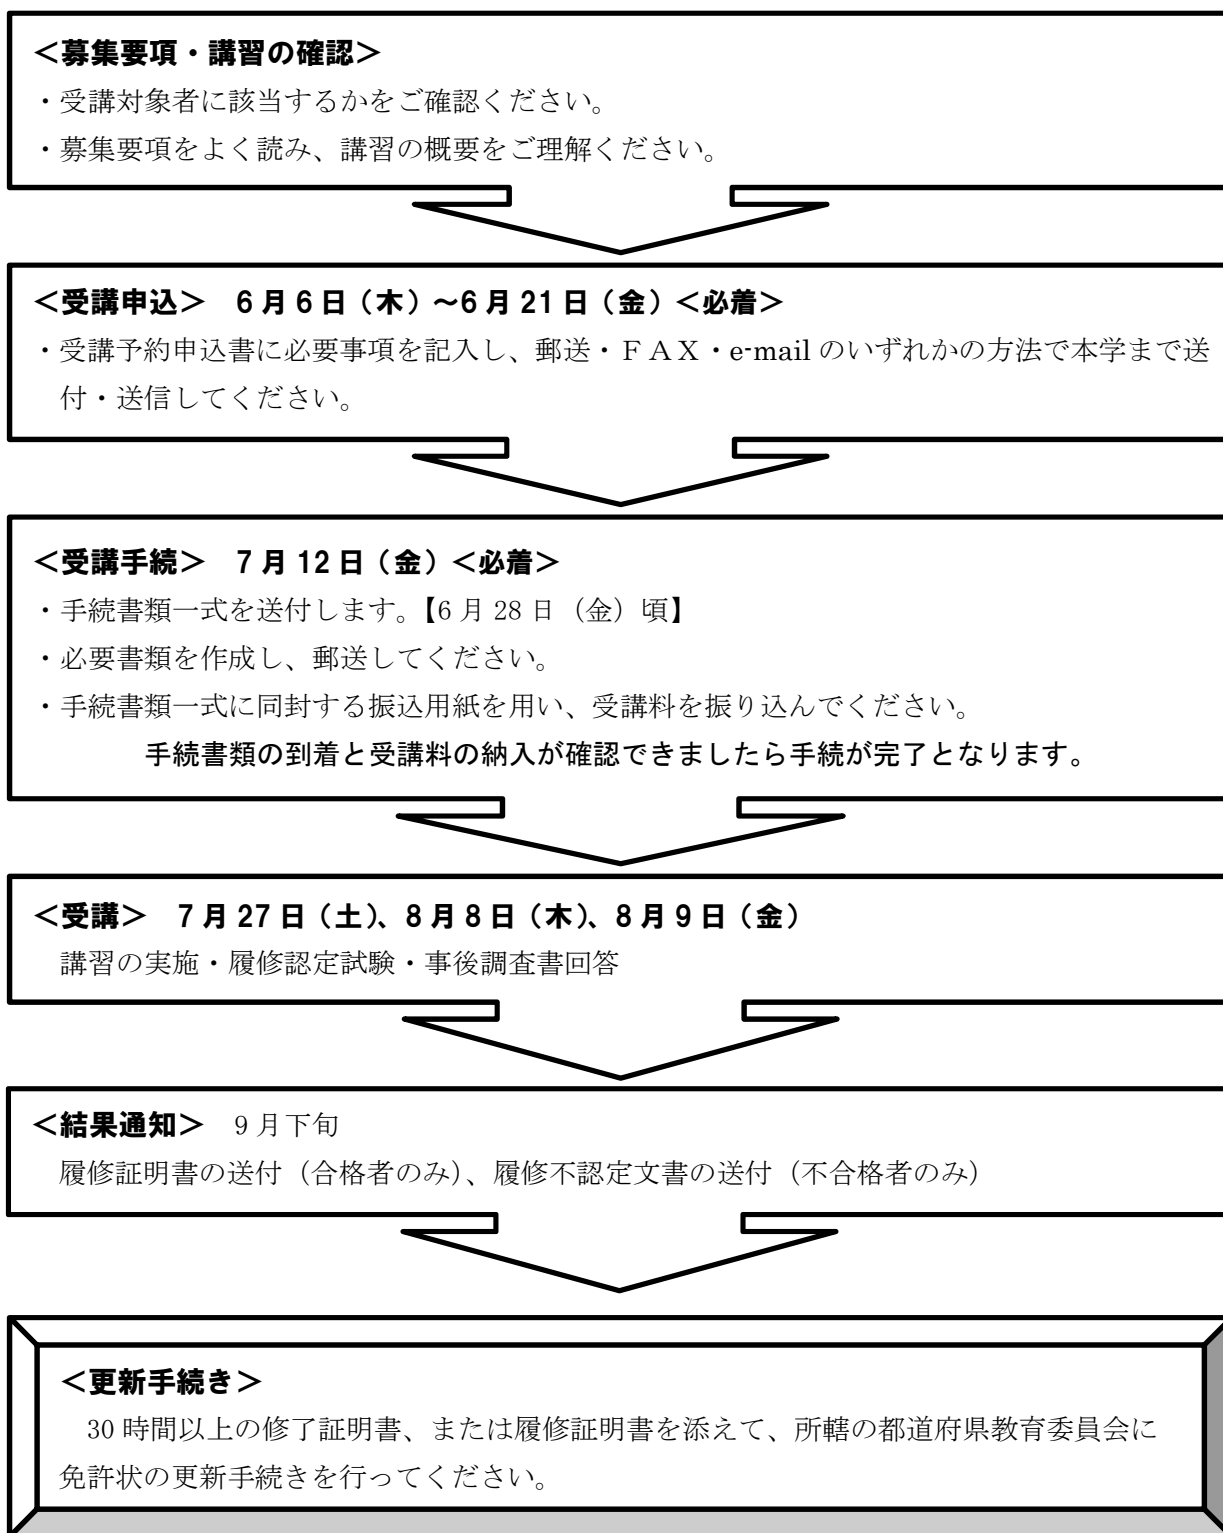 ＜募集要項・講習の確認＞
・受講対象者に該当するかをご確認ください。
・募集要項をよく読み、講習の概要をご理解ください。
＜受講申込＞　6月6日（木）～6月21日（金）＜必着＞
・受講予約申込書に必要事項を記入し、郵送・ＦＡＸ・e-mail のいずれかの方法で本学まで送
付・送信してください。
＜受講手続＞　7月12日（金）＜必着＞
・手続書類一式を送付します。【6月28日（金）頃】
・必要書類を作成し、郵送してください。
・手続書類一式に同封する振込用紙を用い、受講料を振り込んでください。
手続書類の到着と受講料の納入が確認できましたら手続が完了となります。
＜受講＞　7月27日（土）、8月8日（木）、8月9日（金）
講習の実施・履修認定試験・事後調査書回答
＜結果通知＞　9月下旬
履修証明書の送付（合格者のみ）、履修不認定文書の送付（不合格者のみ）
＜更新手続き＞
30時間以上の修了証明書、または履修証明書を添えて、所轄の都道府県教育委員会に
免許状の更新手続きを行ってください。